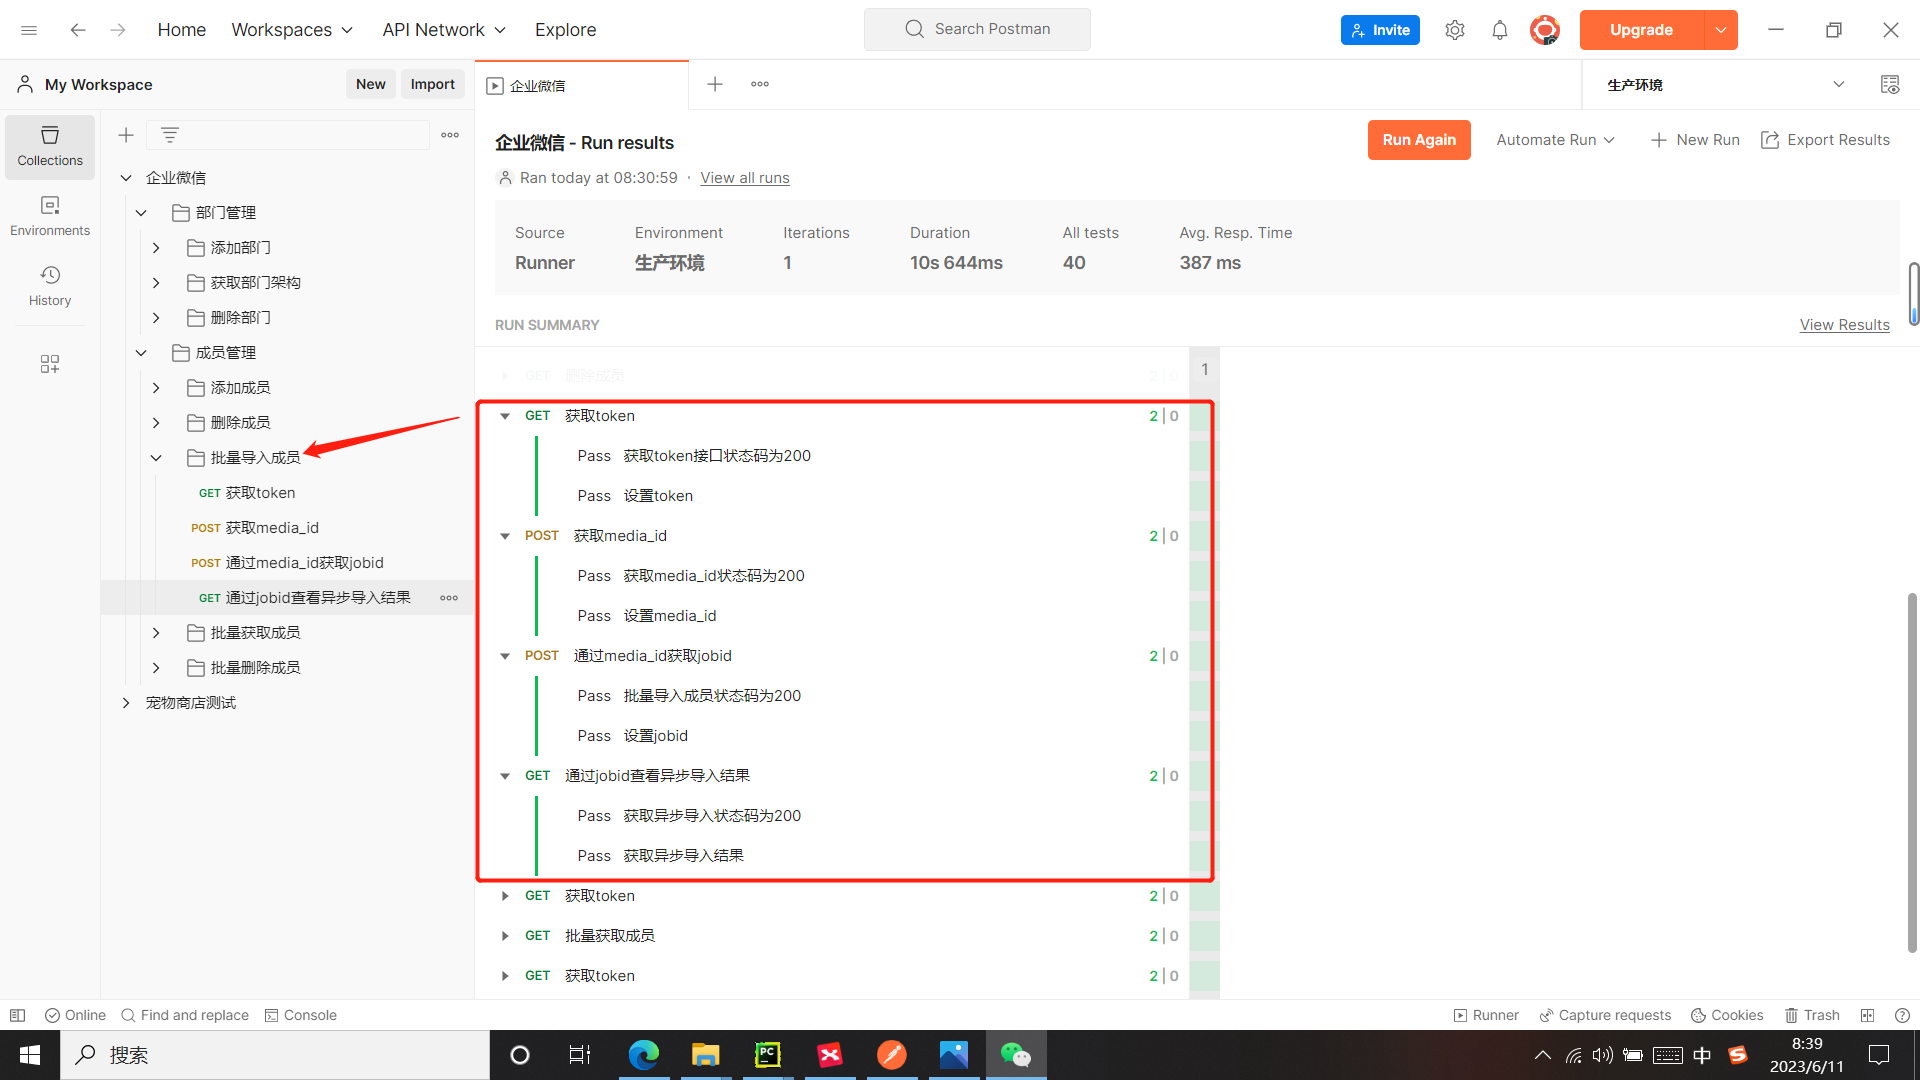 Home
Workspaces
API Network
Explore
Search Postman
Invite
Upgrade
My Workspace
New
Import
企业微信
生产环境
Collections
Environments
History
企业微信
部门管理
添加部门
获取部门架构
删除部门
成员管理
添加成员
删除成员
批量导入成员
GET 获取token
POST 获取media_id
POST 通过media_id获取jobid
GET 通过jobid查看异步导入结果
批量获取成员
批量删除成员
宠物商店测试
企业微信 - Run results
Run Again
Automate Run
New Run
Export Results
Ran today at 08:30:59 · View all runs
Source
Environment
Iterations
Duration
All tests
Avg. Resp. Time
Runner
生产环境
1
10s 644ms
40
387 ms
RUN SUMMARY
View Results
GET 删除成员 2 | 0
1
GET 获取token 2 | 0
Pass 获取token接口状态码为200
Pass 设置token
POST 获取media_id 2 | 0
Pass 获取media_id状态码为200
Pass 设置media_id
POST 通过media_id获取jobid 2 | 0
Pass 批量导入成员状态码为200
Pass 设置jobid
GET 通过jobid查看异步导入结果 2 | 0
Pass 获取异步导入状态码为200
Pass 获取异步导入结果
GET 获取token 2 | 0
GET 批量获取成员 2 | 0
GET 获取token 2 | 0
Online
Find and replace
Console
Runner
Capture requests
Cookies
Trash
搜索
PC
中
S
8:39
2023/6/11